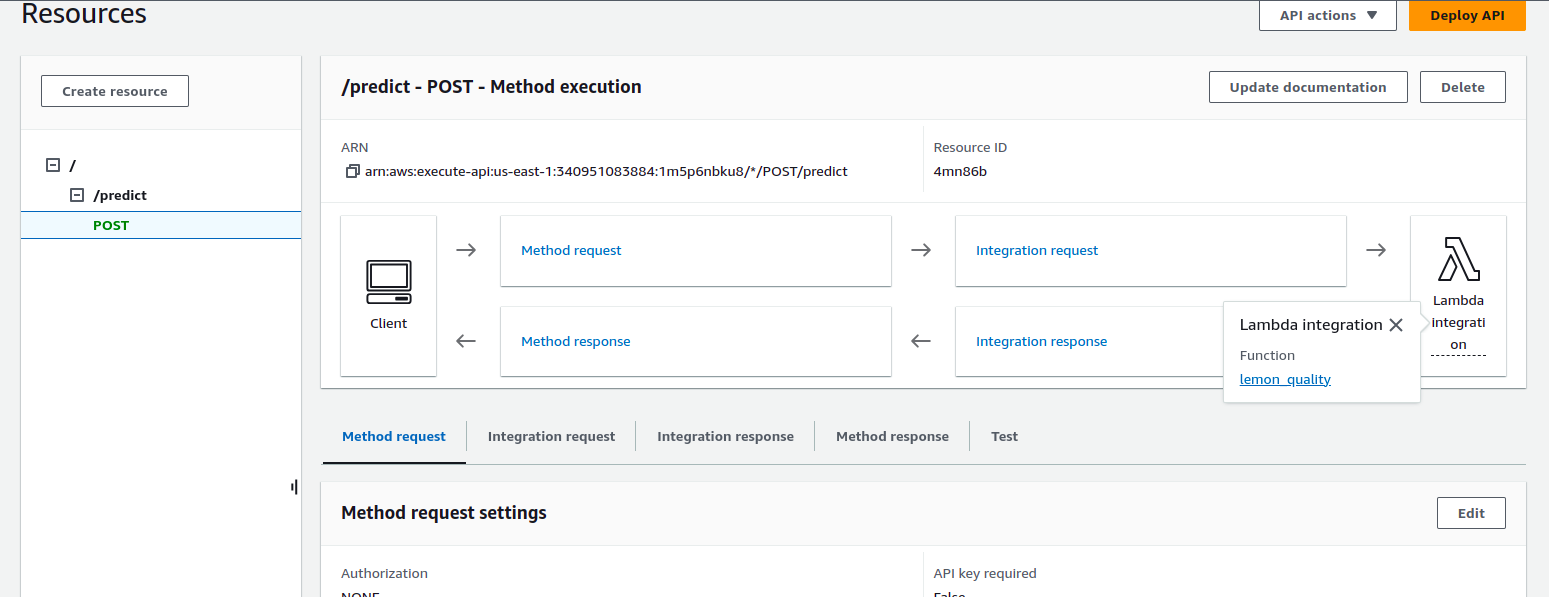 Resources
API actions
Deploy API
Create resource
/
/predict
POST
/predict - POST - Method execution
Update documentation
Delete
ARN
arn:aws:execute-api:us-east-1:340951083884:1m5p6nbku8/*/POST/predict
Resource ID
4mn86b
Client
Method request
Integration request
Method response
Integration response
Lambda
integrati
on
Lambda integration
Function
lemon_quality
Method request
Integration request
Integration response
Method response
Test
Method request settings
Edit
Authorization
NONE
API key required
False